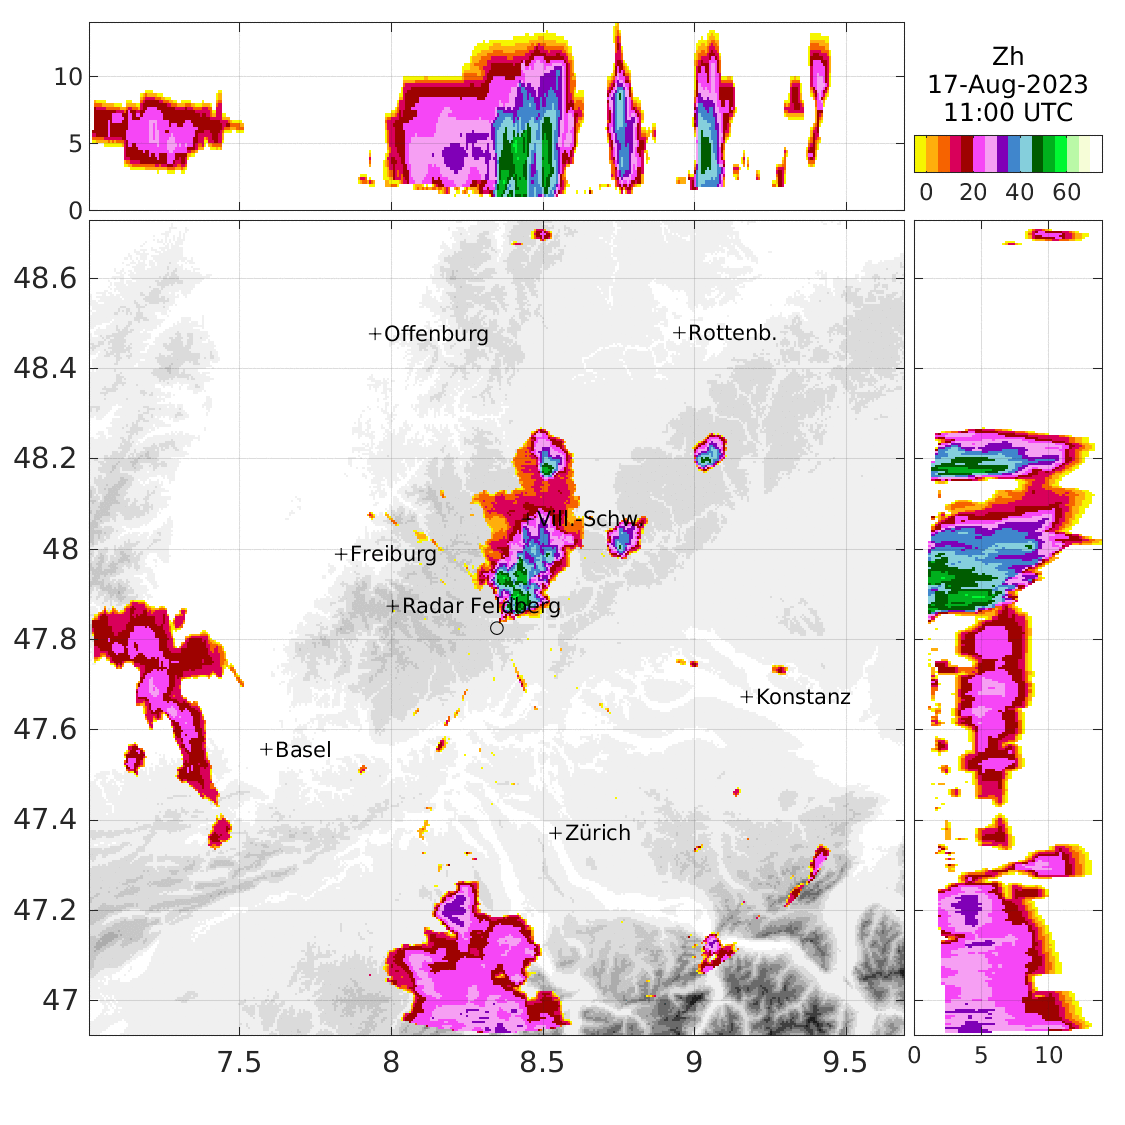 10
5
0
Zh
17-Aug-2023
11:00 UTC
0 20 40 60
48.6
48.4
48.2
48
47.8
47.6
47.4
47.2
47
+Offenburg
+Rottenb.
+Vill.-Schw.
+Freiburg
+Radar Feldberg
+Konstanz
+Basel
+Zürich
7.5 8 8.5 9 9.5
0 5 10